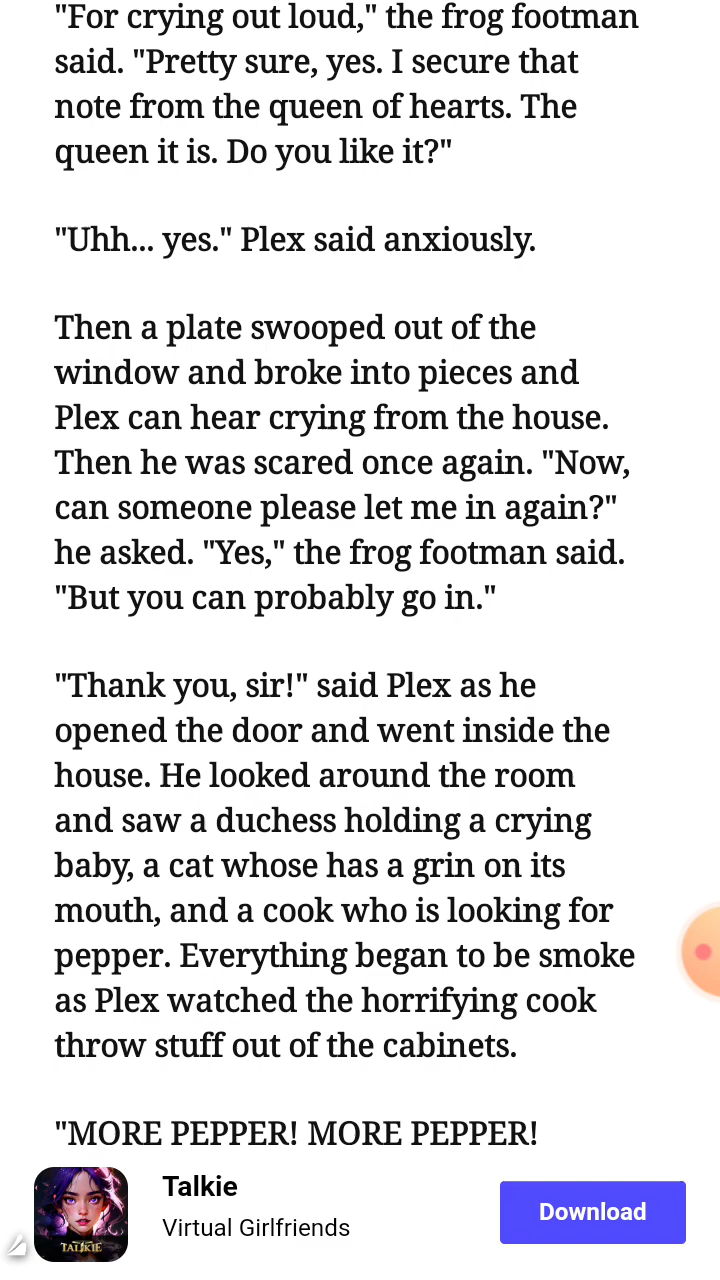 "For crying out loud," the frog footman
said. "Pretty sure, yes. I secure that
note from the queen of hearts. The
queen it is. Do you like it?"
"Uhh... yes." Plex said anxiously.
Then a plate swooped out of the
window and broke into pieces and
Plex can hear crying from the house.
Then he was scared once again. "Now,
can someone please let me in again?"
he asked. "Yes," the frog footman said.
"But you can probably go in."
"Thank you, sir!" said Plex as he
opened the door and went inside the
house. He looked around the room
and saw a duchess holding a crying
baby, a cat whose has a grin on its
mouth, and a cook who is looking for
pepper. Everything began to be smoke
as Plex watched the horrifying cook
throw stuff out of the cabinets.
"MORE PEPPER! MORE PEPPER!
Talkie
Virtual Girlfriends
Download
TALKIE